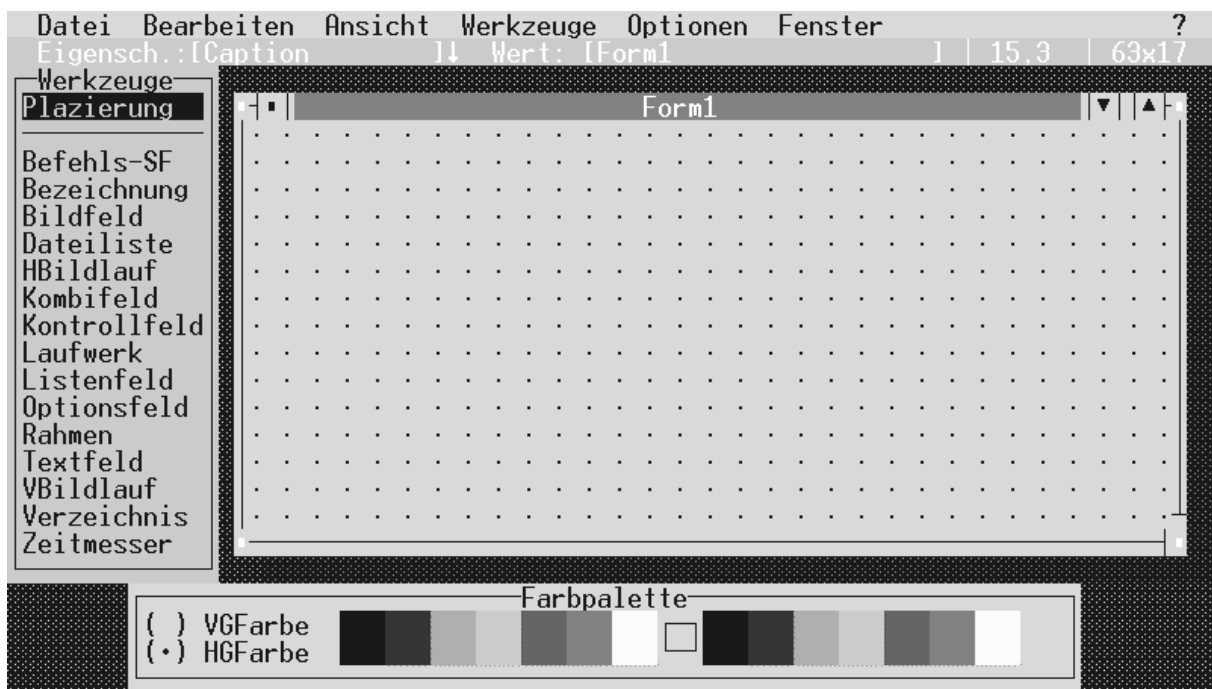 Datei Bearbeiten Ansicht Werkzeuge Optionen Fenster ?
Eigensch.:[Caption ]↓ Wert: [Form1 ] | 15.3 | 63x17
Werkzeuge
Plazierung
Form1
Befehls-SF
Bezeichnung
Bildfeld
Dateiliste
HBildlauf
Kombifeld
Kontrollfeld
Laufwerk
Listenfeld
Optionsfeld
Rahmen
Textfeld
VBildlauf
Verzeichnis
Zeitmesser
Farbpalette
( ) VGFarbe
(·) HGFarbe